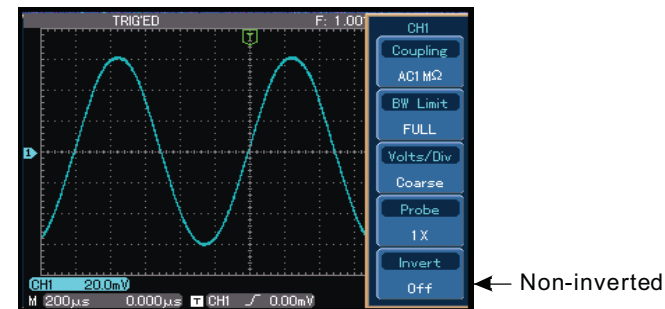 TRIG'ED F: 1.00
T
1
CH1 20.0mV
M 200µs 0.000µs T CH1 0.00mV
CH1
Coupling
AC1 MΩ
BW Limit
FULL
Volts/Div
Coarse
Probe
1X
Invert
Off
Non-inverted